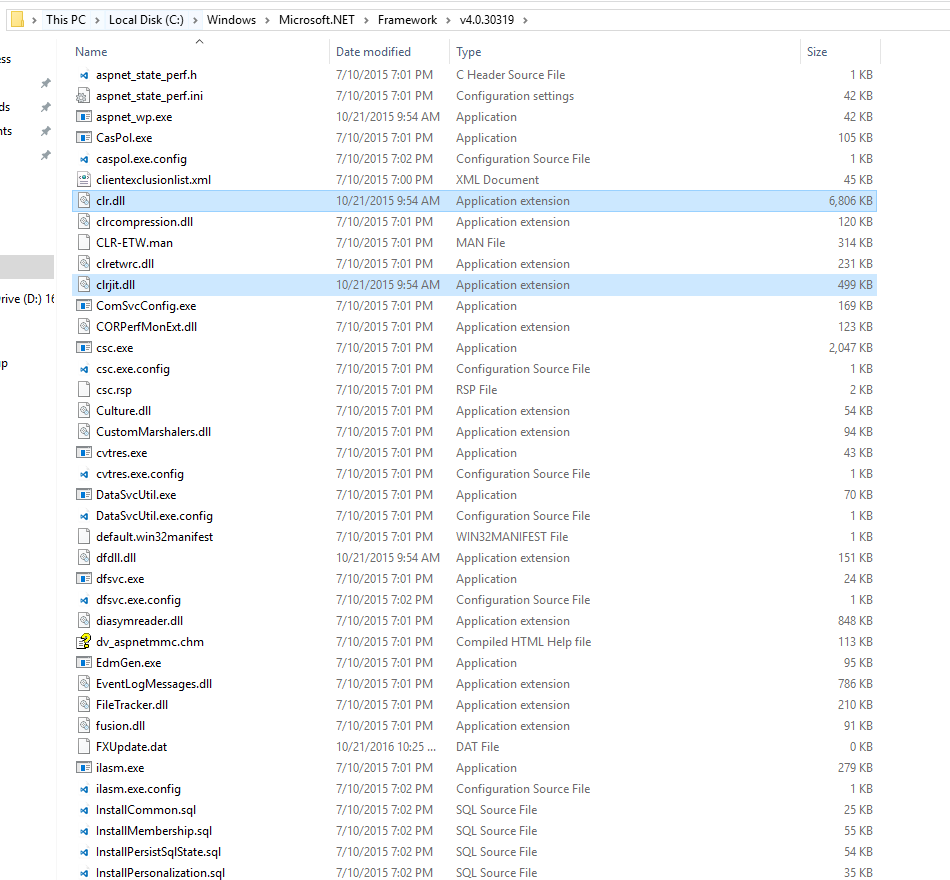 This PC > Local Disk (C:) > Windows > Microsoft.NET > Framework > v4.0.30319 >
Name Date modified Type Size
ess
ds
nts
rive (D:) 16
up
aspnet_state_perf.h 7/10/2015 7:01 PM C Header Source File 1 KB
aspnet_state_perf.ini 7/10/2015 7:01 PM Configuration settings 42 KB
aspnet_wp.exe 10/21/2015 9:54 AM Application 42 KB
CasPol.exe 7/10/2015 7:01 PM Application 105 KB
caspol.exe.config 7/10/2015 7:02 PM Configuration Source File 1 KB
clientexclusionlist.xml 7/10/2015 7:00 PM XML Document 45 KB
clr.dll 10/21/2015 9:54 AM Application extension 6,806 KB
clrcompression.dll 7/10/2015 7:01 PM Application extension 120 KB
CLR-ETW.man 7/10/2015 7:01 PM MAN File 314 KB
clretwrc.dll 7/10/2015 7:01 PM Application extension 231 KB
clrjit.dll 10/21/2015 9:54 AM Application extension 499 KB
ComSvcConfig.exe 7/10/2015 7:01 PM Application 169 KB
CORPerfMonExt.dll 7/10/2015 7:01 PM Application extension 123 KB
csc.exe 7/10/2015 7:01 PM Application 2,047 KB
csc.exe.config 7/10/2015 7:01 PM Configuration Source File 1 KB
csc.rsp 7/10/2015 7:01 PM RSP File 2 KB
Culture.dll 7/10/2015 7:01 PM Application extension 54 KB
CustomMarshalers.dll 7/10/2015 7:01 PM Application extension 94 KB
cvtres.exe 7/10/2015 7:01 PM Application 43 KB
cvtres.exe.config 7/10/2015 7:01 PM Configuration Source File 1 KB
DataSvcUtil.exe 7/10/2015 7:01 PM Application 70 KB
DataSvcUtil.exe.config 7/10/2015 7:01 PM Configuration Source File 1 KB
default.win32manifest 7/10/2015 7:01 PM WIN32MANIFEST File 1 KB
dfdll.dll 10/21/2015 9:54 AM Application extension 151 KB
dfsvc.exe 7/10/2015 7:01 PM Application 24 KB
dfsvc.exe.config 7/10/2015 7:02 PM Configuration Source File 1 KB
diasymreader.dll 7/10/2015 7:01 PM Application extension 848 KB
dv_aspnetmmc.chm 7/10/2015 7:01 PM Compiled HTML Help file 113 KB
EdmGen.exe 7/10/2015 7:01 PM Application 95 KB
EventLogMessages.dll 7/10/2015 7:01 PM Application extension 786 KB
FileTracker.dll 7/10/2015 7:01 PM Application extension 210 KB
fusion.dll 7/10/2015 7:01 PM Application extension 91 KB
FXUpdate.dat 10/21/2016 10:25 ... DAT File 0 KB
ilasm.exe 7/10/2015 7:01 PM Application 279 KB
ilasm.exe.config 7/10/2015 7:02 PM Configuration Source File 1 KB
InstallCommon.sql 7/10/2015 7:02 PM SQL Source File 25 KB
InstallMembership.sql 7/10/2015 7:02 PM SQL Source File 55 KB
InstallPersistSqlState.sql 7/10/2015 7:02 PM SQL Source File 54 KB
InstallPersonalization.sql 7/10/2015 7:02 PM SQL Source File 35 KB